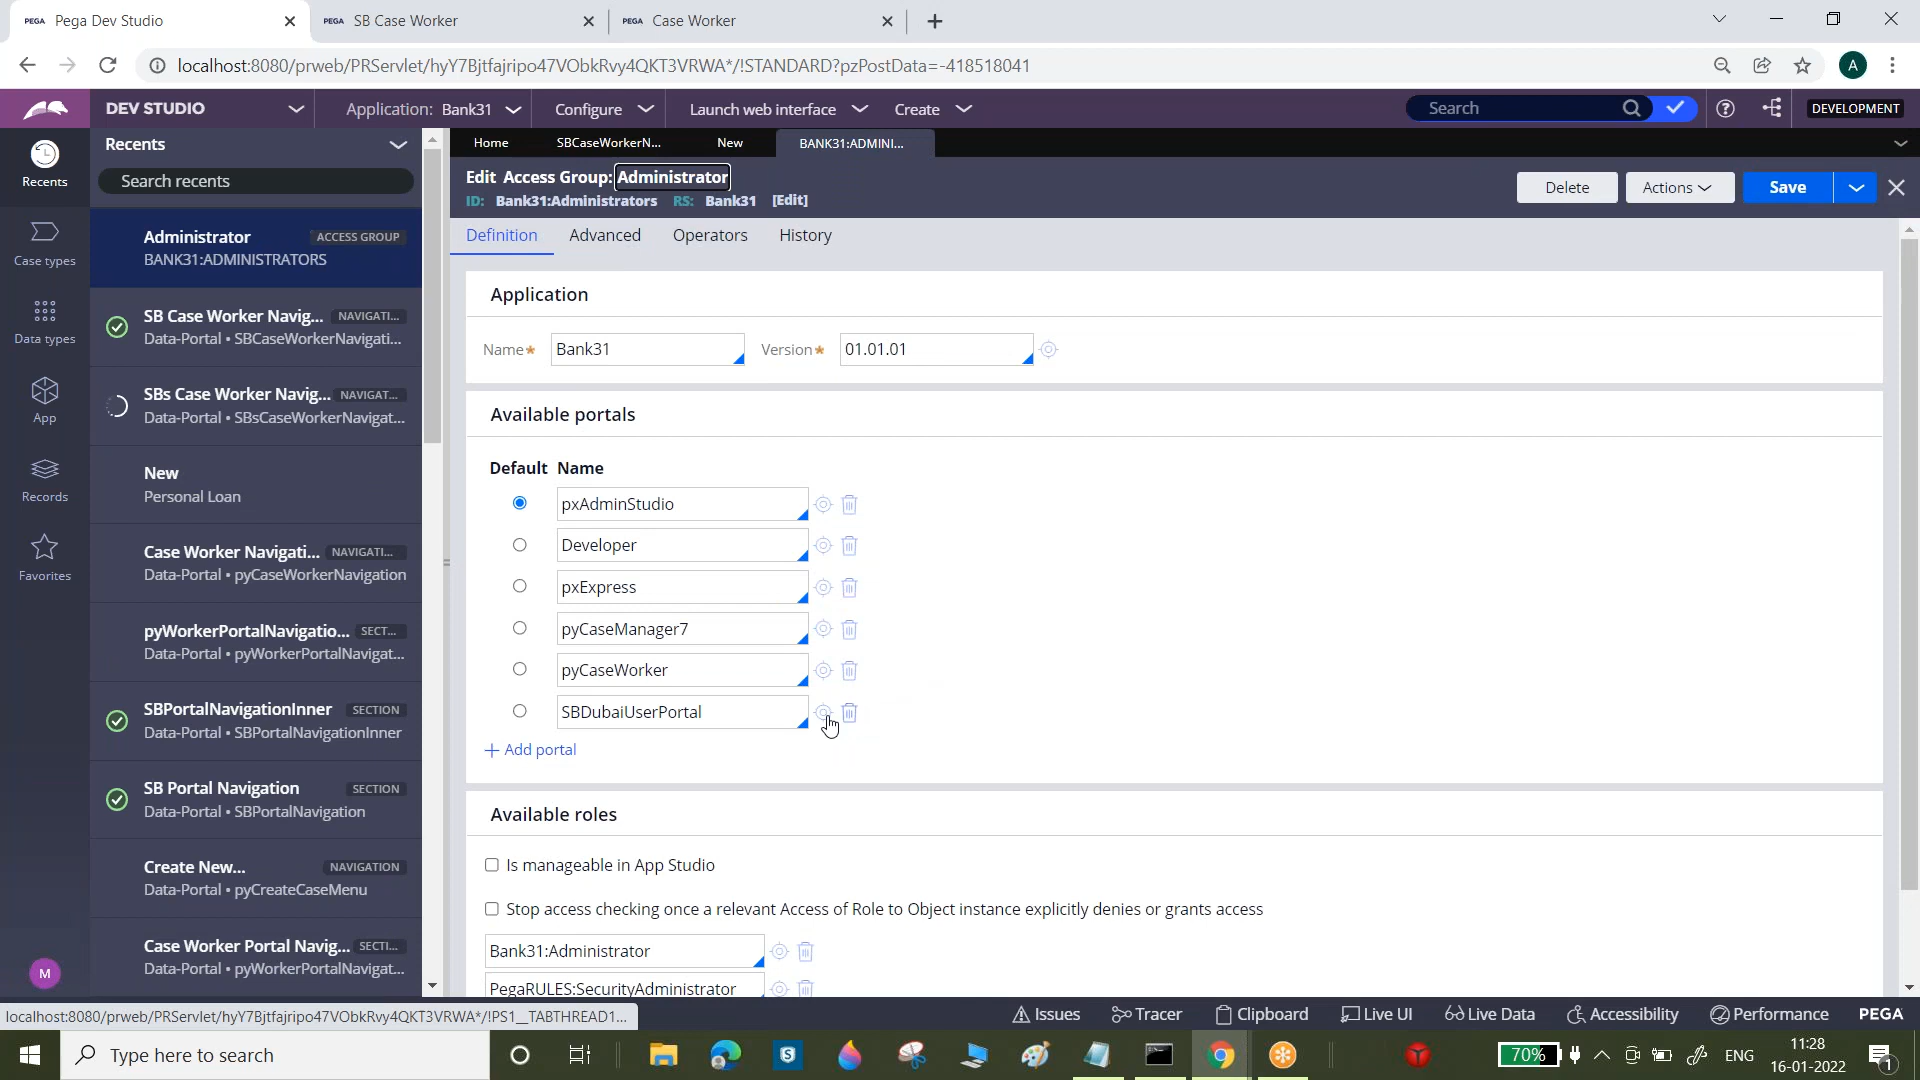 PEGA Pega Dev Studio
PEGA SB Case Worker
PEGA Case Worker
localhost:8080/prweb/PRServlet/hyY7Bjtfajripo47VObkRvy4QKT3VRWA*/!STANDARD?pzPostData=-418518041
A
DEV STUDIO
Application: Bank31
Configure
Launch web interface
Create
Search
DEVELOPMENT
Recents
Case types
Data types
App
Records
Favorites
M
Recents
Search recents
Administrator ACCESS GROUP
BANK31:ADMINISTRATORS
SB Case Worker Navig... NAVIGATI...
Data-Portal • SBCaseWorkerNavigati...
SBs Case Worker Navig... NAVIGAT...
Data-Portal • SBsCaseWorkerNavigat...
New
Personal Loan
Case Worker Navigati... NAVIGATI...
Data-Portal • pyCaseWorkerNavigation
pyWorkerPortalNavigatio... SECT...
Data-Portal • pyWorkerPortalNavigat...
SBPortalNavigationInner SECTION
Data-Portal • SBPortalNavigationInner
SB Portal Navigation SECTION
Data-Portal • SBPortalNavigation
Create New... NAVIGATION
Data-Portal • pyCreateCaseMenu
Case Worker Portal Navig... SECTI...
Data-Portal • pyWorkerPortalNavigat...
Home
SBCaseWorkerN...
New
BANK31:ADMINI...
Edit Access Group: Administrator
ID: Bank31:Administrators RS: Bank31 [Edit]
Delete
Actions
Save
Definition
Advanced
Operators
History
Application
Name* Bank31
Version* 01.01.01
Available portals
Default Name
pxAdminStudio
Developer
pxExpress
pyCaseManager7
pyCaseWorker
SBDubaiUserPortal
+ Add portal
Available roles
Is manageable in App Studio
Stop access checking once a relevant Access of Role to Object instance explicitly denies or grants access
Bank31:Administrator
PegaRULES:SecurityAdministrator
localhost:8080/prweb/PRServlet/hyY7Bjtfajripo47VObkRvy4QKT3VRWA*/!PS1__TABTHREAD1...
Issues
Tracer
Clipboard
Live UI
Live Data
Accessibility
Performance
PEGA
Type here to search
70%
ENG
11:28
16-01-2022
1